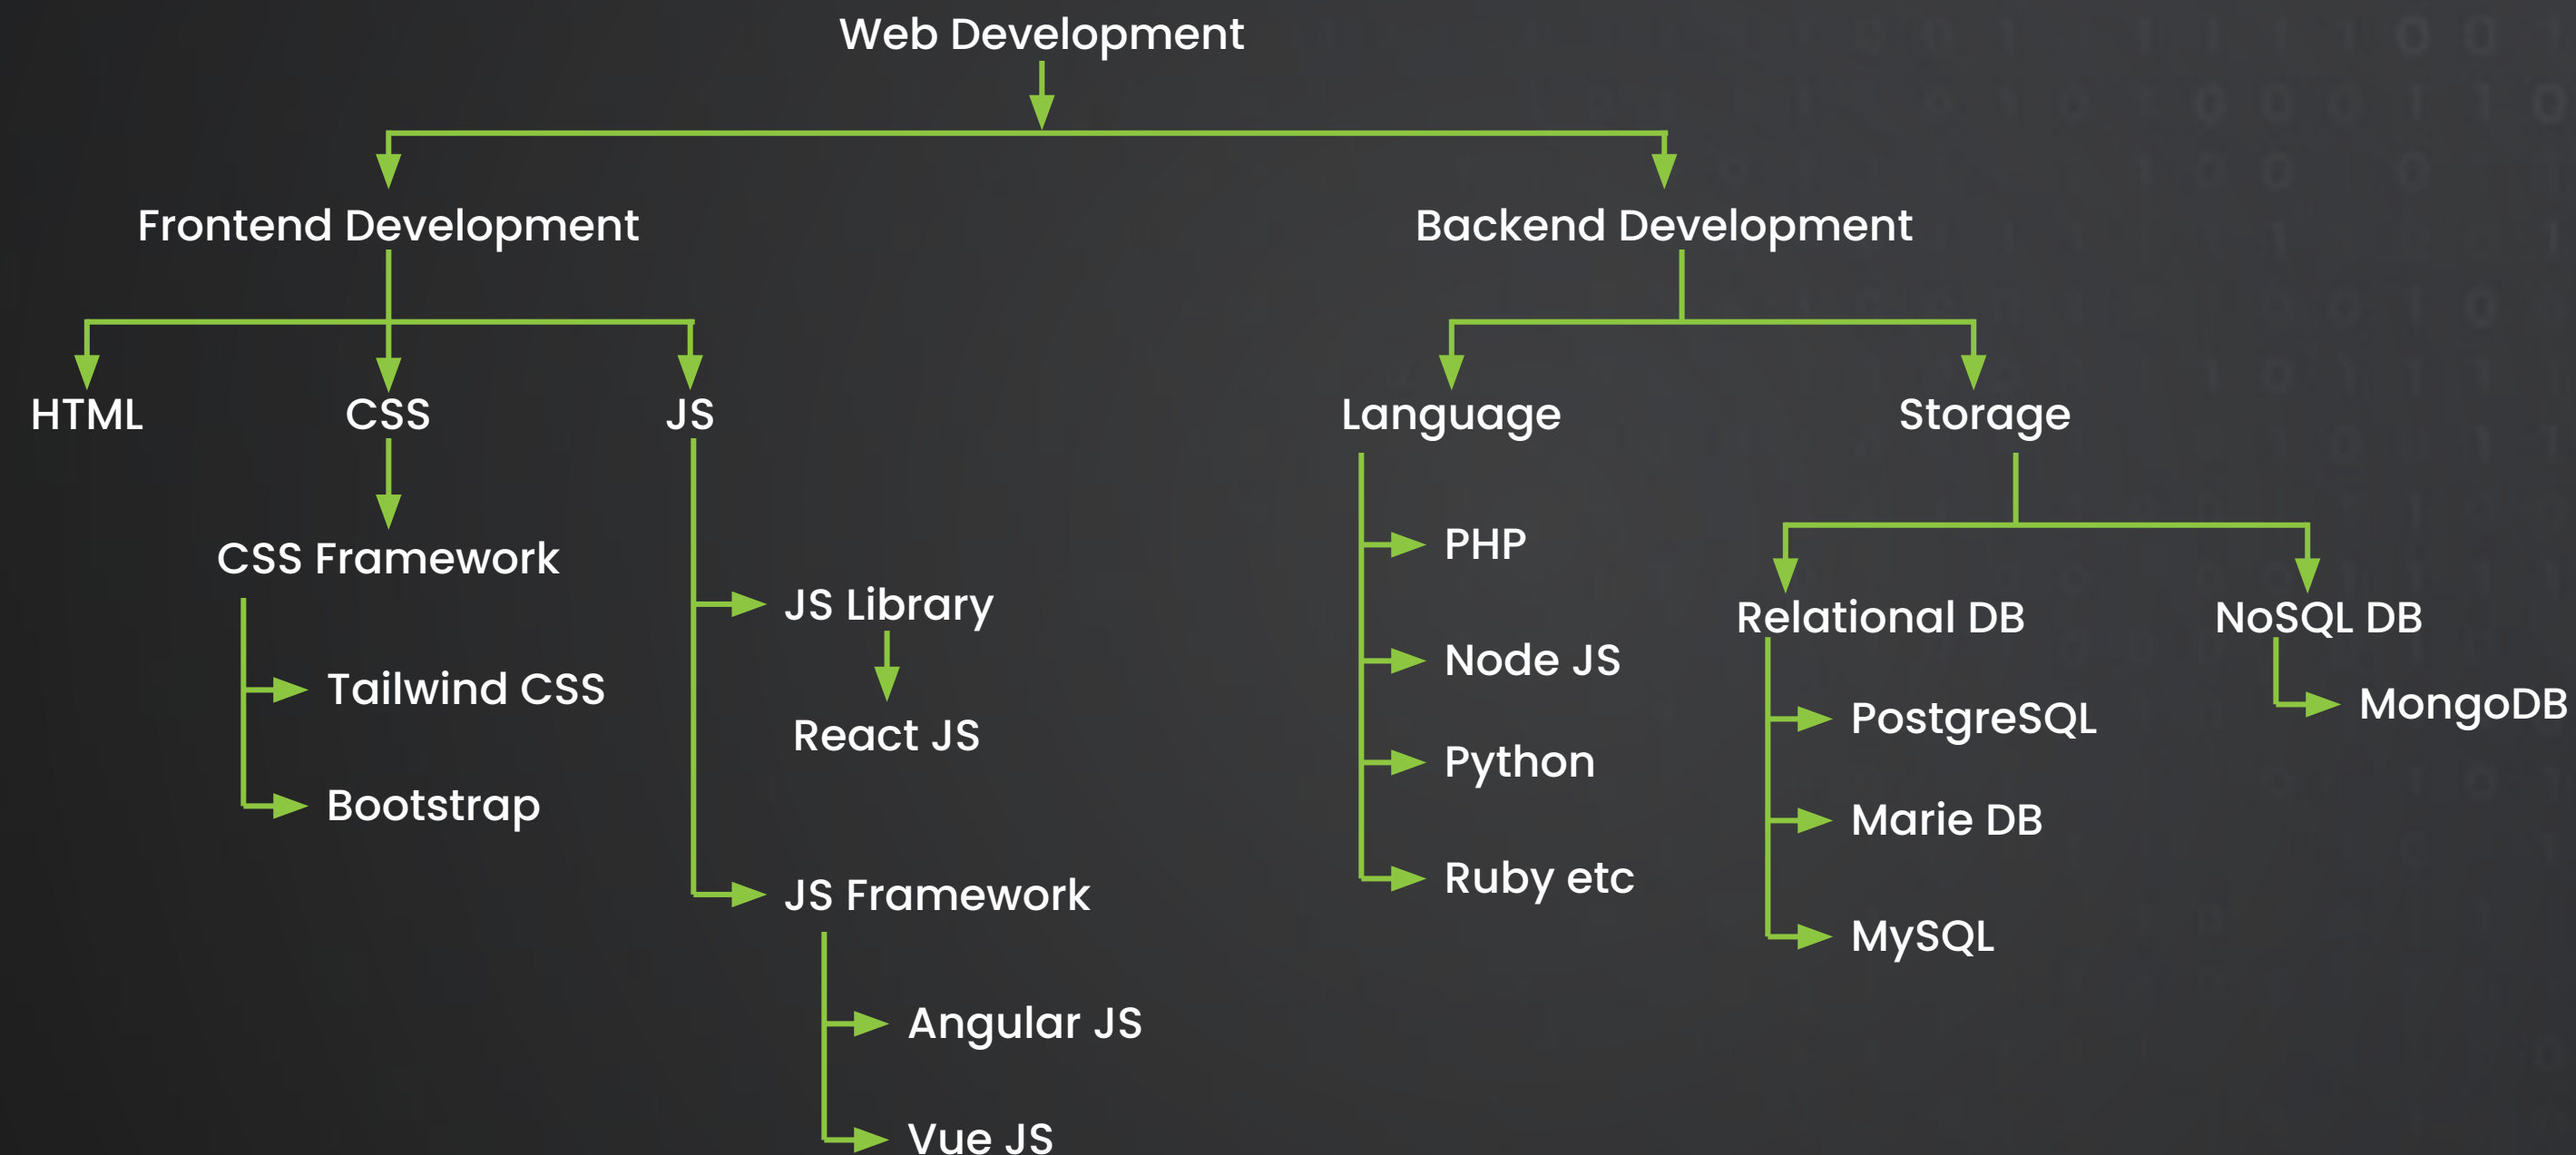 Web Development
Frontend Development
Backend Development
HTML
CSS
JS
Language
Storage
CSS Framework
Tailwind CSS
Bootstrap
JS Library
React JS
JS Framework
Angular JS
Vue JS
PHP
Node JS
Python
Ruby etc
Relational DB
PostgreSQL
Marie DB
MySQL
NoSQL DB
MongoDB